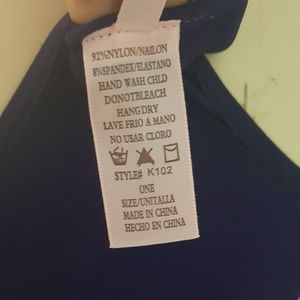 92%NYLON/NAILON
8%SPANDEX/ELASTANO
HAND WASH CHLD
DONOTBLEACH
HANGDRY
LAVE FRIO A MANO
NO USAR CLORO
STYLE# K102
ONE
SIZE/UNITALLA
MADE IN CHINA
HECHO EN CHINA